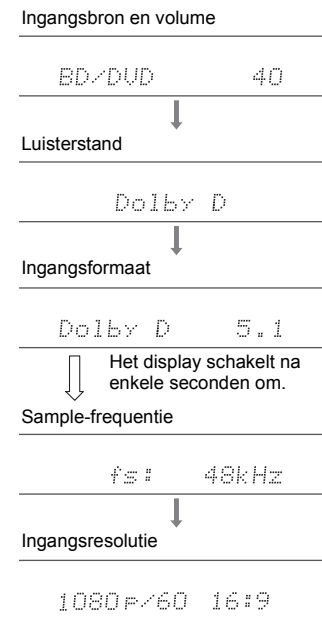 Ingangsbron en volume
BD/DVD 40
Luisterstand
Dolby D
Ingangsformaat
Dolby D 5.1
Het display schakelt na
enkele seconden om.
Sample-frequentie
fs: 48kHz
Ingangsresolutie
1080p/60 16:9